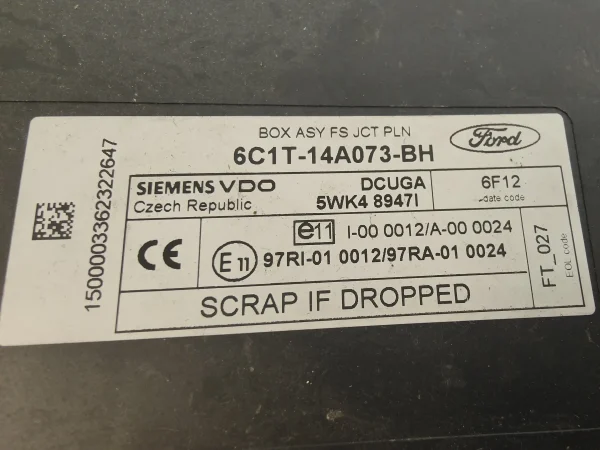 BOX ASY FS JCT PLN
Ford
6C1T-14A073-BH
SIEMENS VDO
Czech Republic
DCUGA
5WK4 8947I
6F12
date code
CE
e11 I-00 0012/A-00 0024
E11 97RI-01 0012/97RA-01 0024
FT_027
EOL code
SCRAP IF DROPPED
1500003362322647